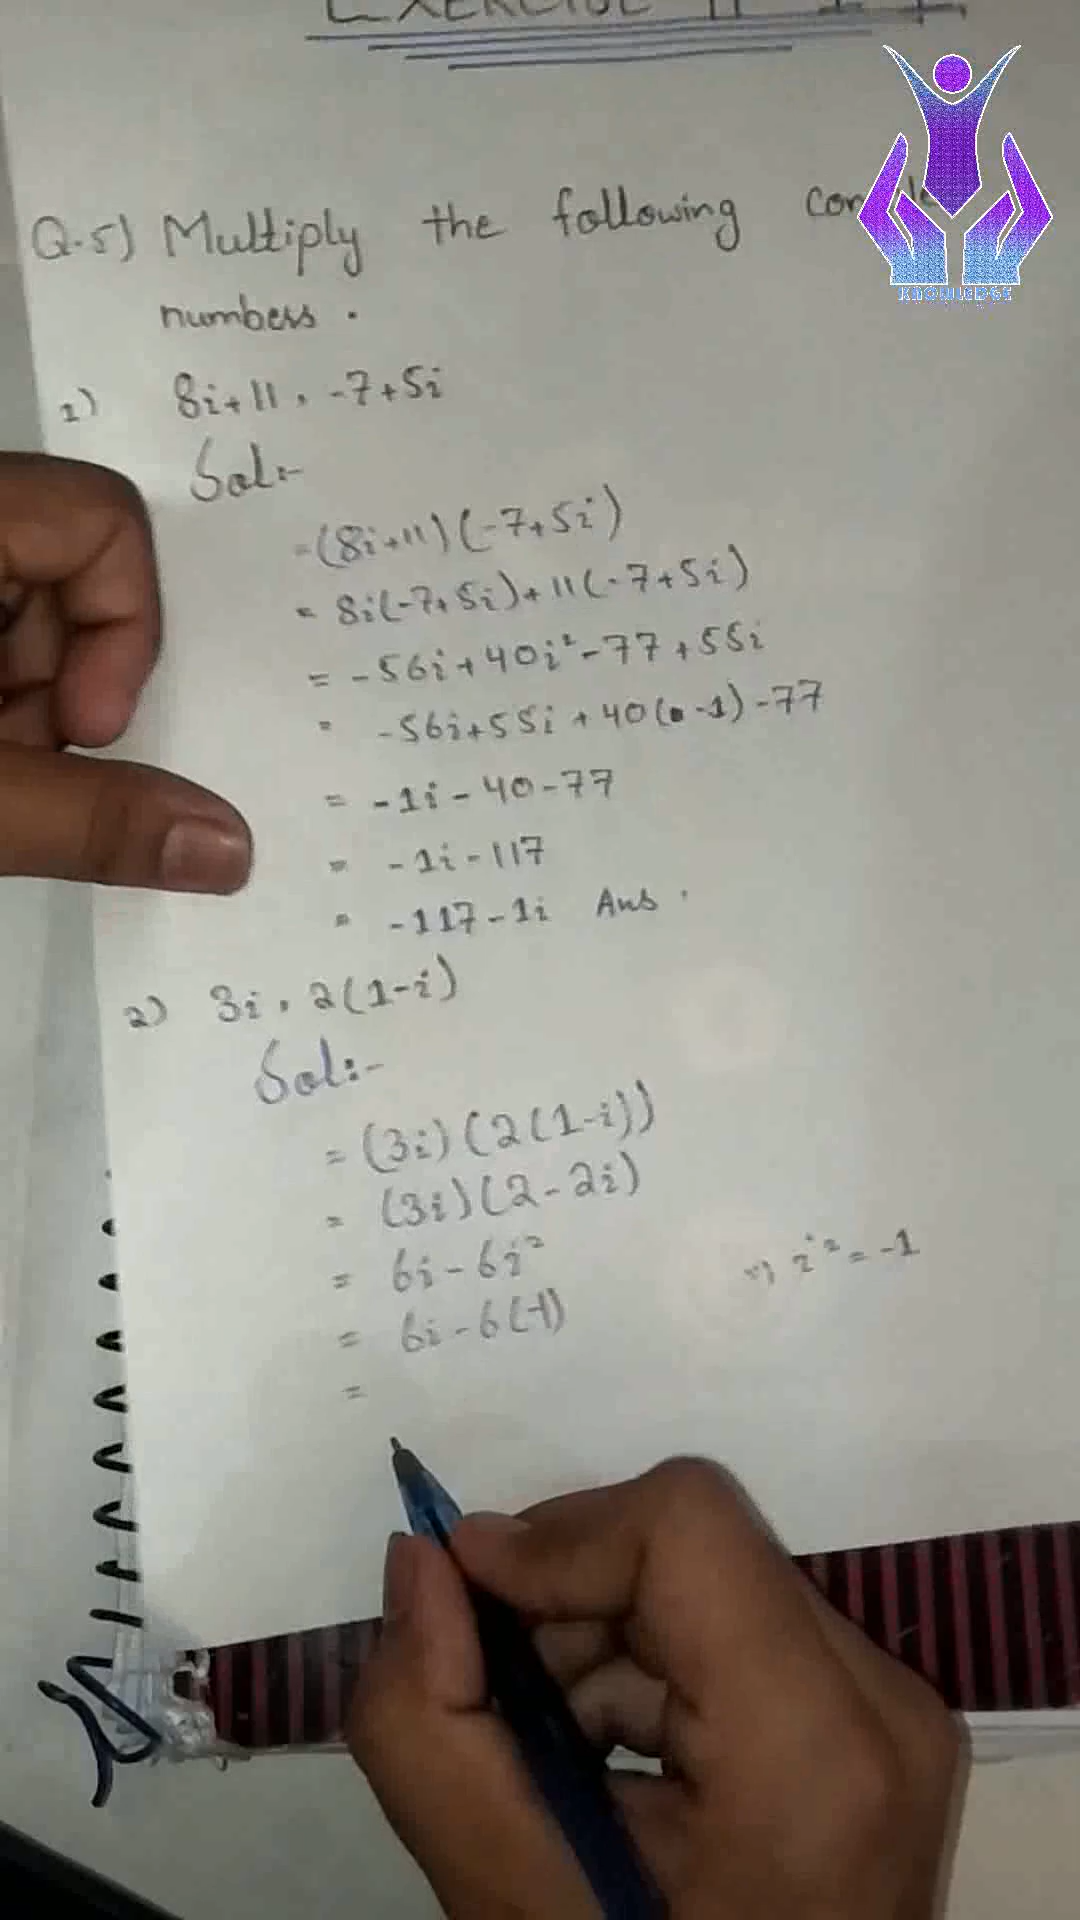 EXERCISE
Q.5) Multiply the following
numbers .
1) 8i+11 , -7+5i
Sol:-
=(8i+11)(-7+5i)
= 8i(-7+5i)+11(-7+5i)
= -56i+40i²-77+55i
= -56i+55i+40(-1)-77
= -1i-40-77
= -1i-117
= -117-1i Ans .
2) 3i , 2(1-i)
Sol:-
= (3i)(2(1-i))
= (3i)(2-2i)
= 6i-6i²
= 6i-6(-1) ∵ i²=-1
=
KNOWLEDGE